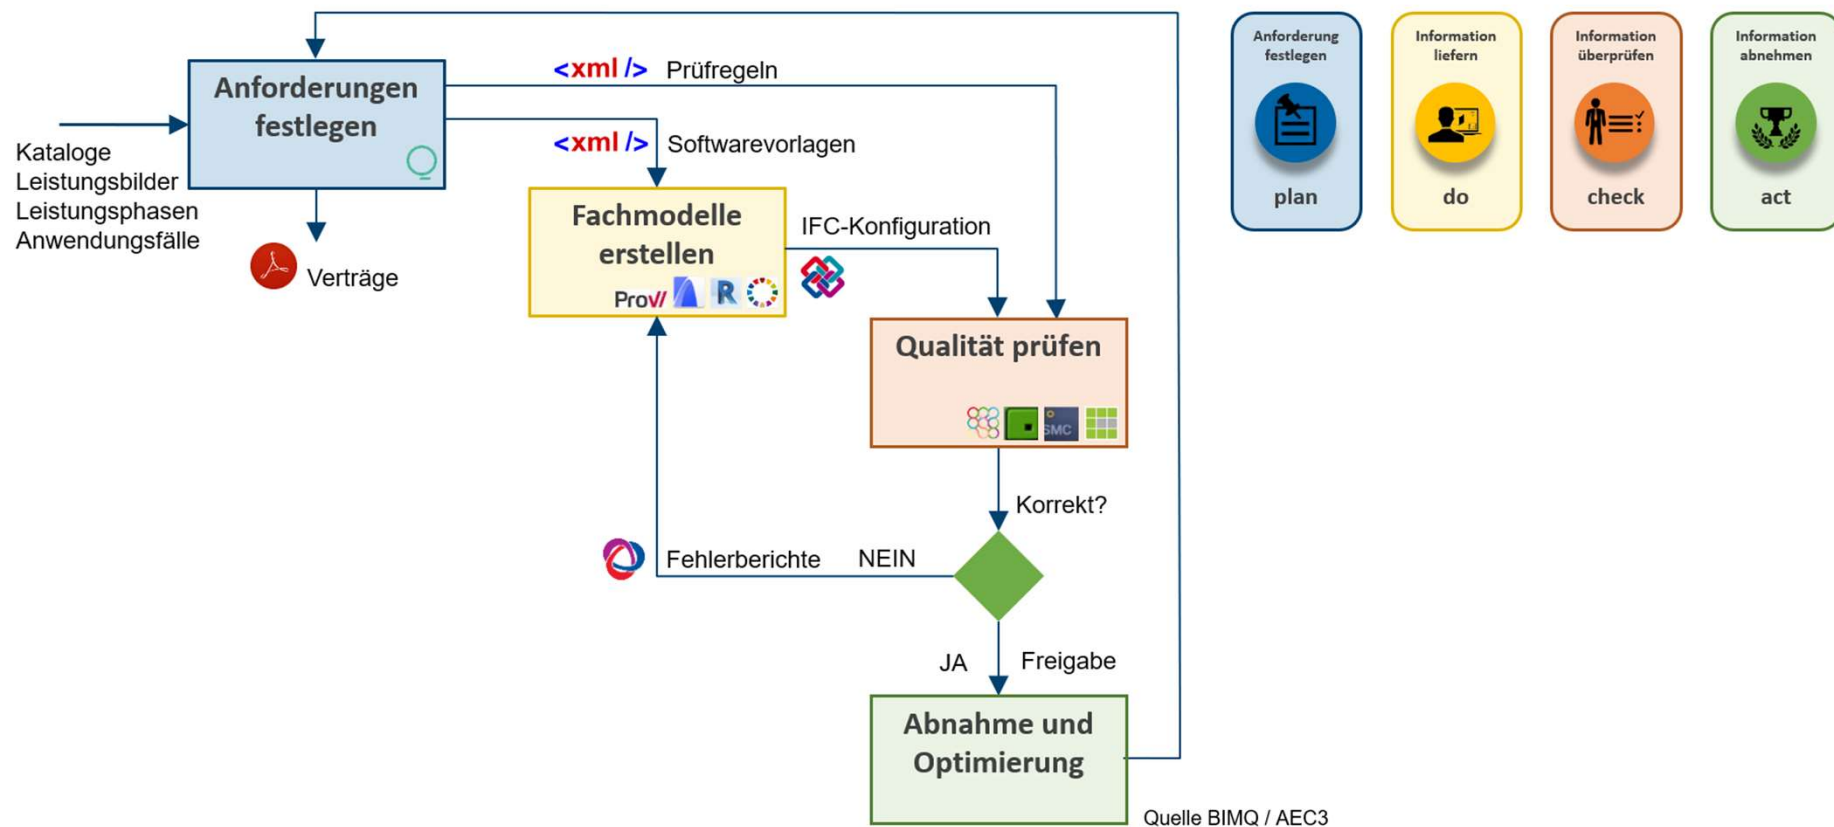 Anforderungen
festlegen
Kataloge
Leistungsbilder
Leistungsphasen
Anwendungsfälle
Verträge
<xml /> Prüfregeln
<xml /> Softwarevorlagen
Fachmodelle
erstellen
ProVI
R
IFC-Konfiguration
Qualität prüfen
SMC
Korrekt?
Fehlerberichte NEIN
JA Freigabe
Abnahme und
Optimierung
Quelle BIMQ / AEC3
Anforderung
festlegen
plan
Information
liefern
do
Information
überprüfen
check
Information
abnehmen
act